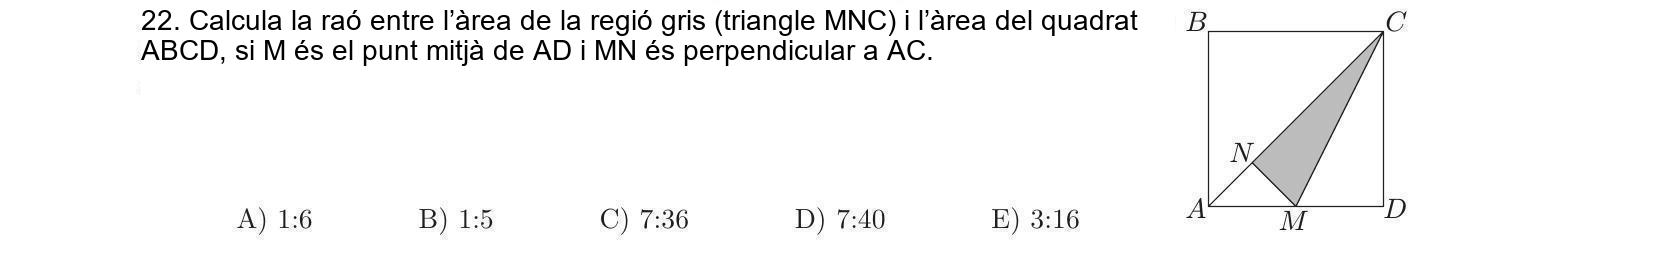 22. Calcula la raó entre l’àrea de la regió gris (triangle MNC) i l’àrea del quadrat
ABCD, si M és el punt mitjà de AD i MN és perpendicular a AC.
A) 1:6 B) 1:5 C) 7:36 D) 7:40 E) 3:16
B C
N
A D
M